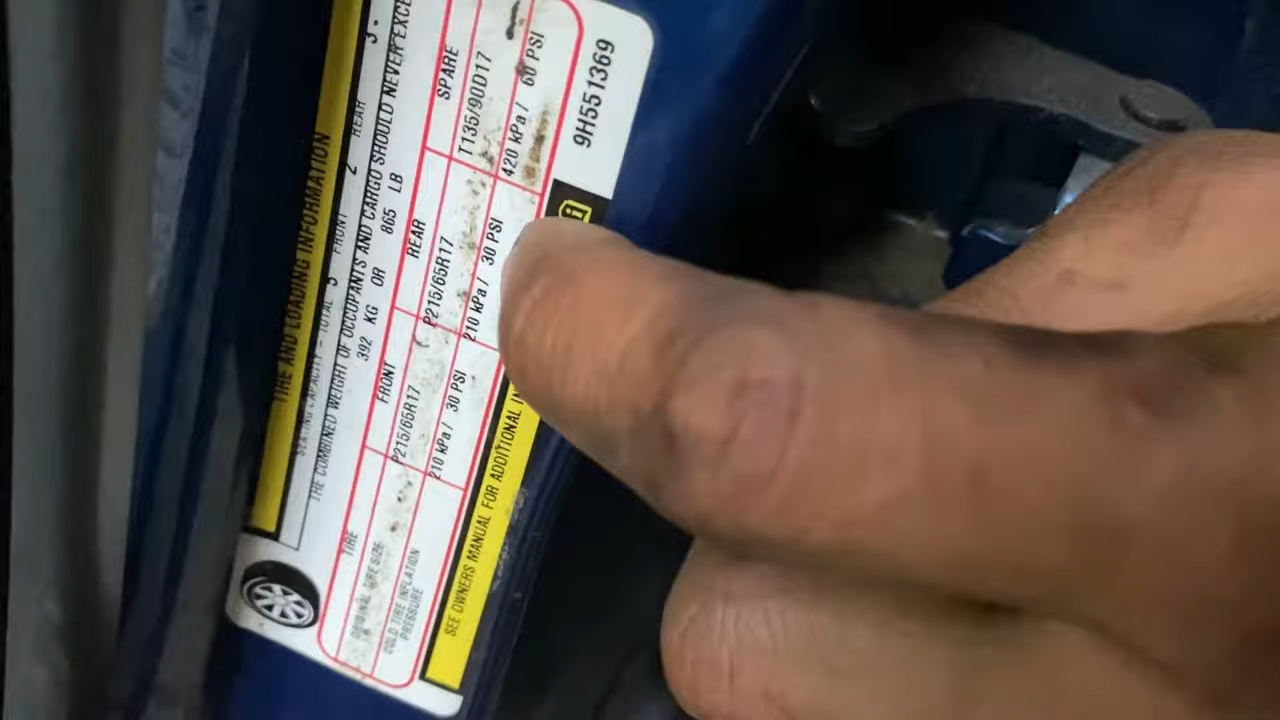 TIRE AND LOADING INFORMATION
SEATING CAPACITY - TOTAL 5 FRONT 2 REAR 3
THE COMBINED WEIGHT OF OCCUPANTS AND CARGO SHOULD NEVER EXCE
392 KG OR 865 LB
TIRE FRONT REAR SPARE
ORIGINAL TIRE SIZE P215/65R17 P215/65R17 T135/90D17
COLD TIRE INFLATION PRESSURE 210 kPa / 30 PSI 210 kPa / 30 PSI 420 kPa / 60 PSI
SEE OWNERS MANUAL FOR ADDITIONAL
9H551369